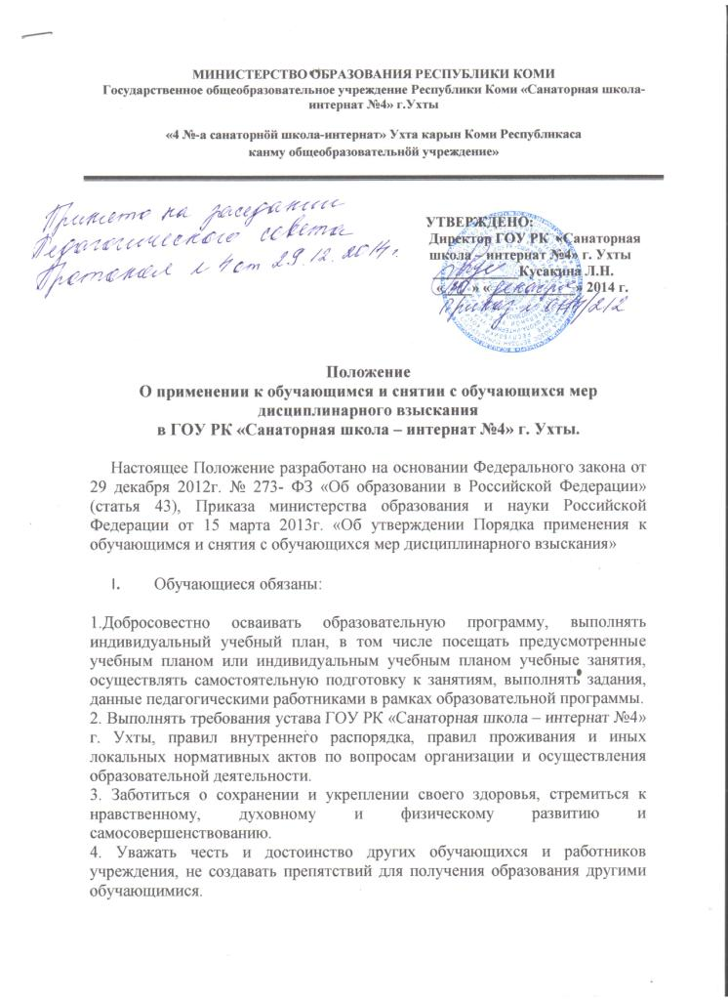 МИНИСТЕРСТВО ОБРАЗОВАНИЯ РЕСПУБЛИКИ КОМИ
Государственное общеобразовательное учреждение Республики Коми «Санаторная школа-
интернат №4» г.Ухты
«4 №-а санаторнӧй школа-интернат» Ухта карын Коми Республикаса
канму общеобразовательнӧй учреждение»
Принято на заседании
Педагогического совета
Протокол № 4 от 29.12.2014г.
УТВЕРЖДЕНО:
Директор ГОУ РК «Санаторная
школа – интернат №4» г. Ухты
Кусакина Л.Н.
«30» «декабря» 2014 г.
Приказ №
Положение
О применении к обучающимся и снятии с обучающихся мер
дисциплинарного взыскания
в ГОУ РК «Санаторная школа – интернат №4» г. Ухты.
Настоящее Положение разработано на основании Федерального закона от
29 декабря 2012г. № 273- ФЗ «Об образовании в Российской Федерации»
(статья 43), Приказа министерства образования и науки Российской
Федерации от 15 марта 2013г. «Об утверждении Порядка применения к
обучающимся и снятия с обучающихся мер дисциплинарного взыскания»
I. Обучающиеся обязаны:
1.Добросовестно осваивать образовательную программу, выполнять
индивидуальный учебный план, в том числе посещать предусмотренные
учебным планом или индивидуальным учебным планом учебные занятия,
осуществлять самостоятельную подготовку к занятиям, выполнять задания,
данные педагогическими работниками в рамках образовательной программы.
2. Выполнять требования устава ГОУ РК «Санаторная школа – интернат №4»
г. Ухты, правил внутреннего распорядка, правил проживания и иных
локальных нормативных актов по вопросам организации и осуществления
образовательной деятельности.
3. Заботиться о сохранении и укреплении своего здоровья, стремиться к
нравственному, духовному и физическому развитию и
самосовершенствованию.
4. Уважать честь и достоинство других обучающихся и работников
учреждения, не создавать препятствий для получения образования другими
обучающимися.